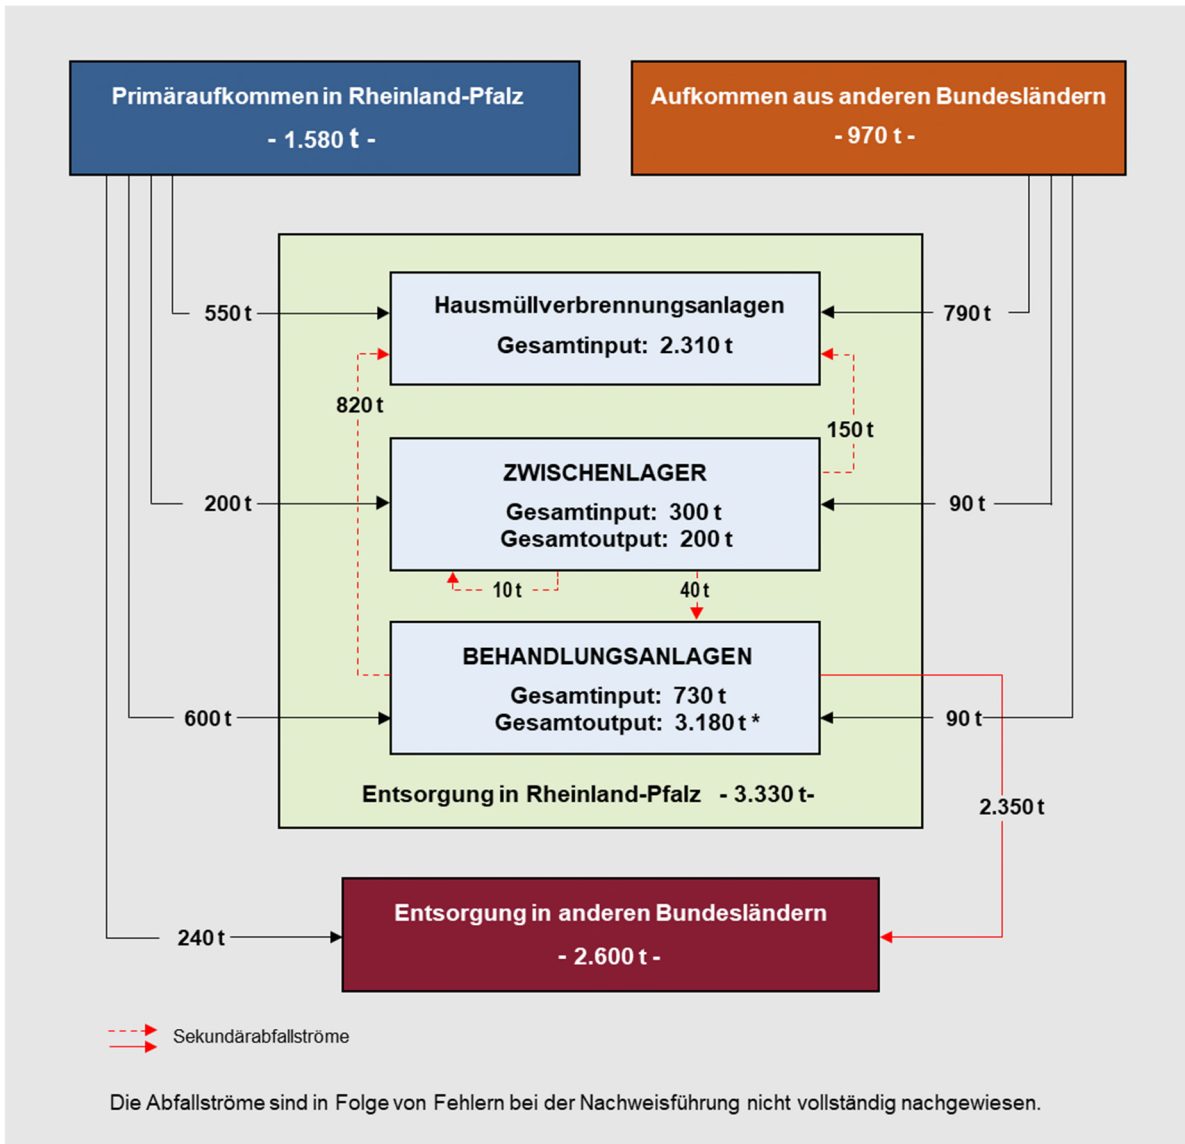 Primäraufkommen in Rheinland-Pfalz
- 1.580 t -
Aufkommen aus anderen Bundesländern
- 970 t -
Hausmüllverbrennungsanlagen
Gesamtinput: 2.310 t
550 t
790 t
820 t
150 t
ZWISCHENLAGER
Gesamtinput: 300 t
Gesamtoutput: 200 t
200 t
90 t
10 t
40 t
BEHANDLUNGSANLAGEN
Gesamtinput: 730 t
Gesamtoutput: 3.180 t *
600 t
90 t
Entsorgung in Rheinland-Pfalz - 3.330 t-
2.350 t
Entsorgung in anderen Bundesländern
- 2.600 t -
240 t
Sekundärabfallströme
Die Abfallströme sind in Folge von Fehlern bei der Nachweisführung nicht vollständig nachgewiesen.